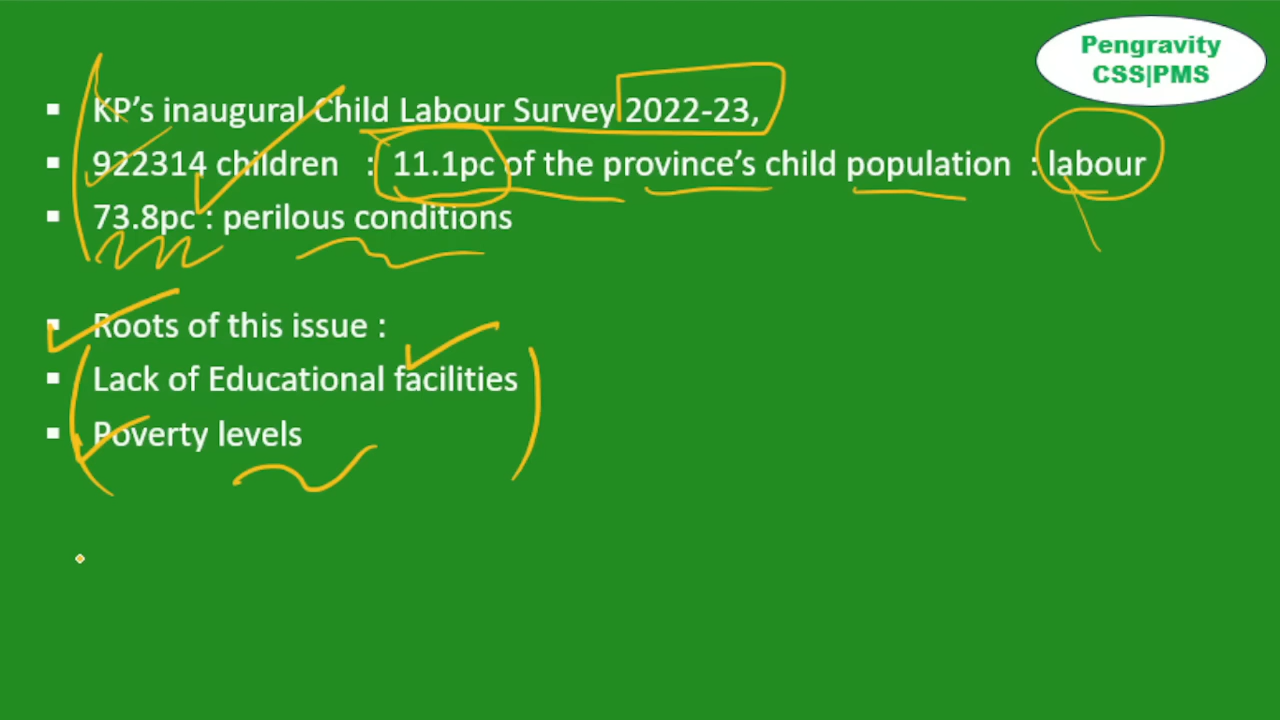 Pengravity
CSS|PMS
▪ KP's inaugural Child Labour Survey 2022-23,
▪ 922314 children : 11.1pc of the province's child population : labour
▪ 73.8pc : perilous conditions
▪ Roots of this issue :
▪ Lack of Educational facilities
▪ Poverty levels